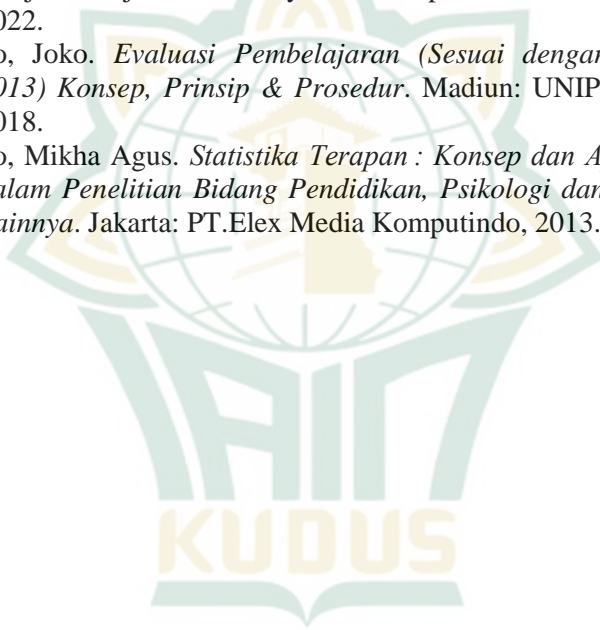 022.
o, Joko. Evaluasi Pembelajaran (Sesuai dengan
013) Konsep, Prinsip & Prosedur. Madiun: UNIP
018.
o, Mikha Agus. Statistika Terapan : Konsep dan A
alam Penelitian Bidang Pendidikan, Psikologi dan
ainnya. Jakarta: PT.Elex Media Komputindo, 2013.
IAIN
KUDUS